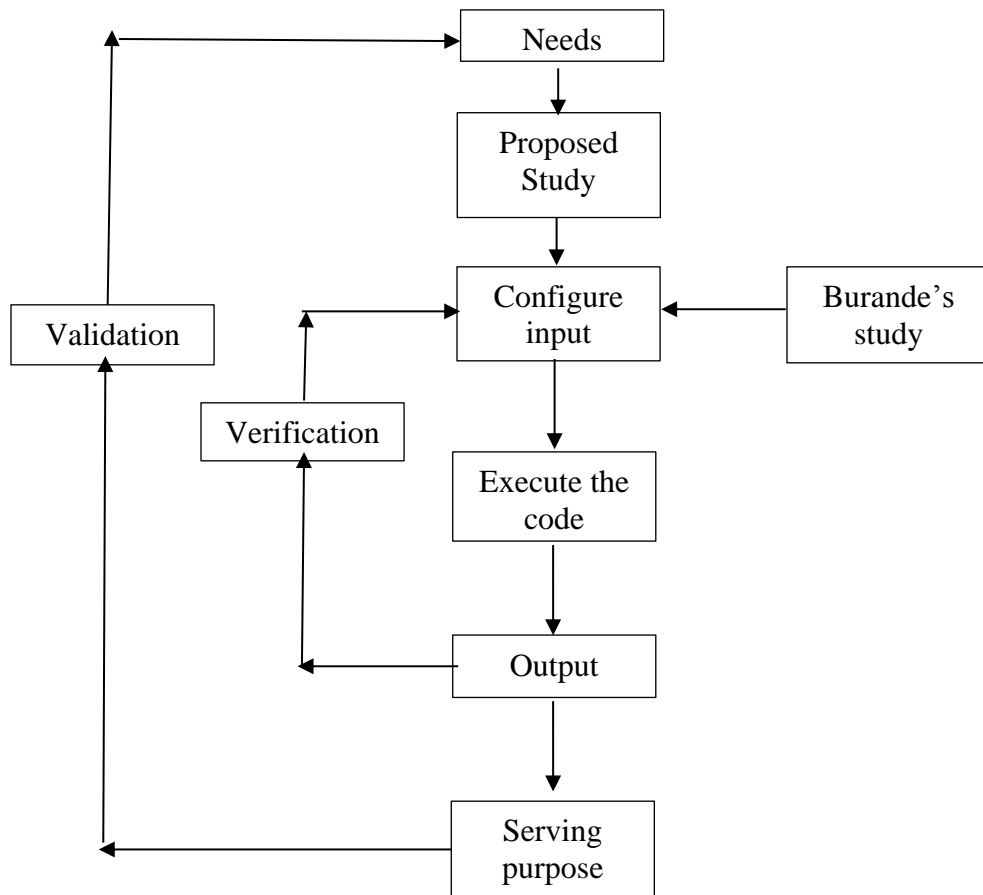 Needs
Proposed
Study
Configure
input
Burande’s
study
Validation
Verification
Execute the
code
Output
Serving
purpose